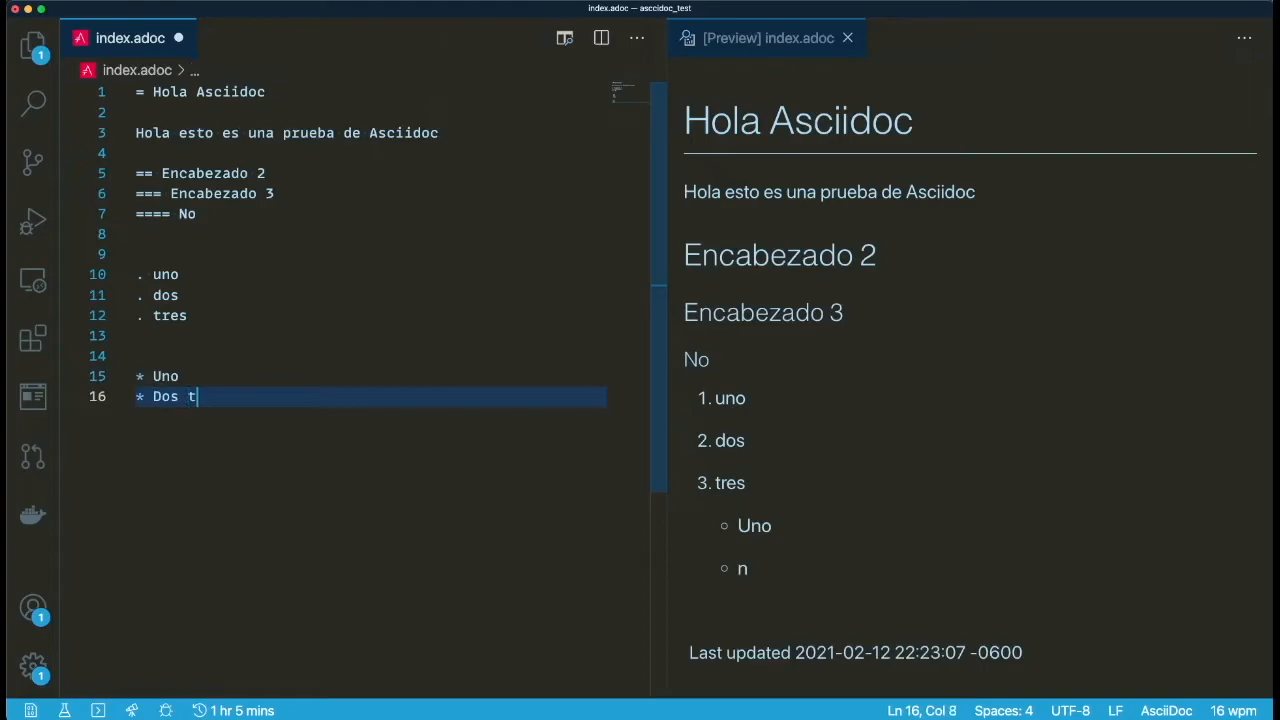 index.adoc — asccidoc_test
index.adoc
[Preview] index.adoc
index.adoc > ...
1 = Hola Asciidoc
2
3 Hola esto es una prueba de Asciidoc
4
5 == Encabezado 2
6 === Encabezado 3
7 ==== No
8
9
10 . uno
11 . dos
12 . tres
13
14
15 * Uno
16 * Dos t
Hola Asciidoc
Hola esto es una prueba de Asciidoc
Encabezado 2
Encabezado 3
No
1. uno
2. dos
3. tres
○ Uno
○ n
Last updated 2021-02-12 22:23:07 -0600
1
1
1
1 hr 5 mins
Ln 16, Col 8 Spaces: 4 UTF-8 LF AsciiDoc 16 wpm